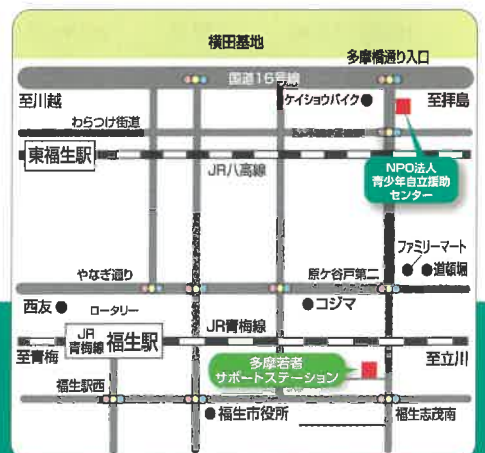 横田基地
多摩橋通り入口
国道16号線
至川越
ケイショウバイク
至拝島
わらつけ街道
東福生駅
JR八高線
NPO法人
青少年自立援助
センター
ファミリーマート
道頓堀
やなぎ通り
原ケ谷戸第二
西友
ロータリー
コジマ
JR
青梅線
福生駅
JR青梅線
至青梅
至立川
多摩若者
サポートステーション
福生駅西
福生市役所
福生志茂南